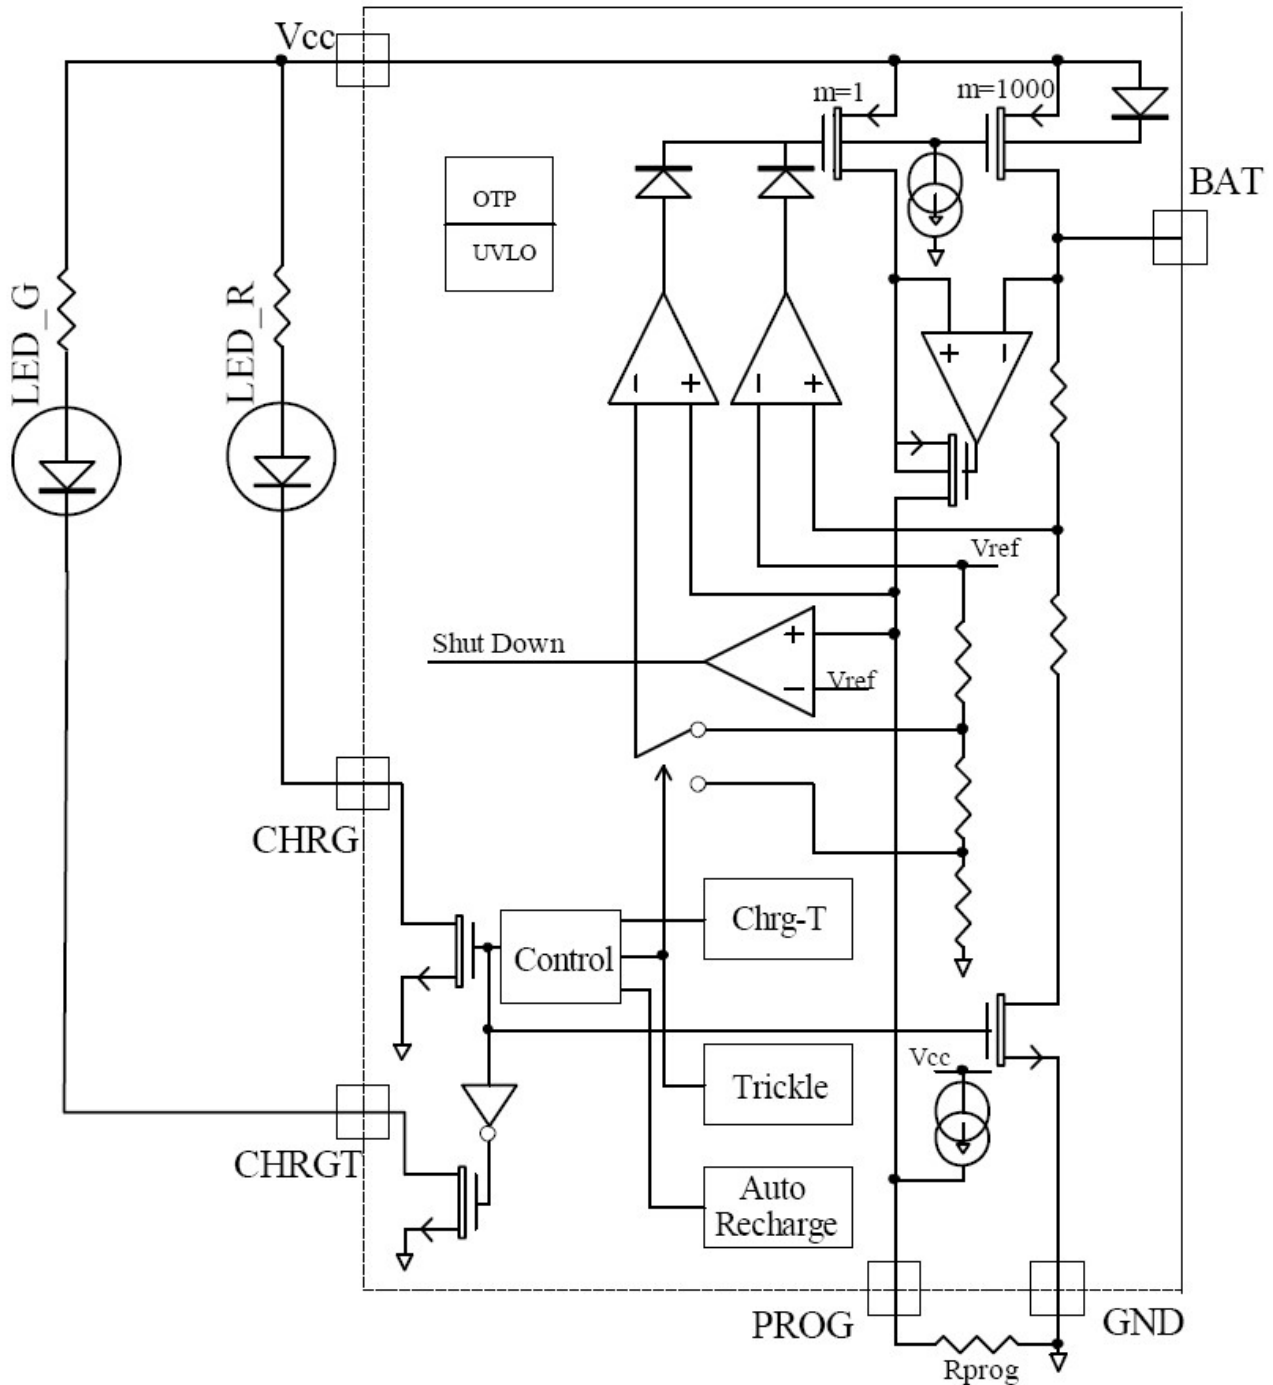 Vcc
m=1
m=1000
BAT
OTP
UVLO
LED_G
LED_R
+
−
−
+
−
+
Vref
+
Shut Down
Vref
−
CHRG
Chrg-T
Control
Vcc
Trickle
CHRGT
Auto
Recharge
PROG
GND
Rprog